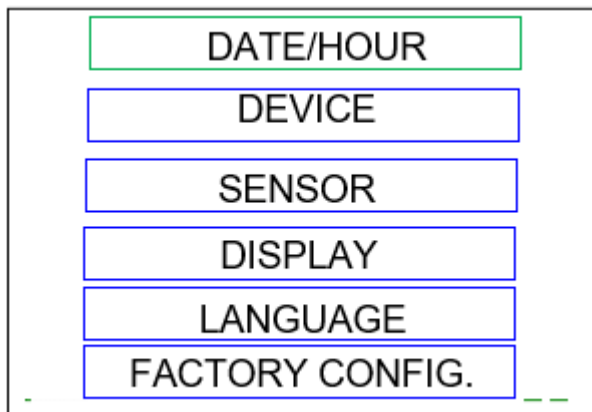 DATE/HOUR
DEVICE
SENSOR
DISPLAY
LANGUAGE
FACTORY CONFIG.